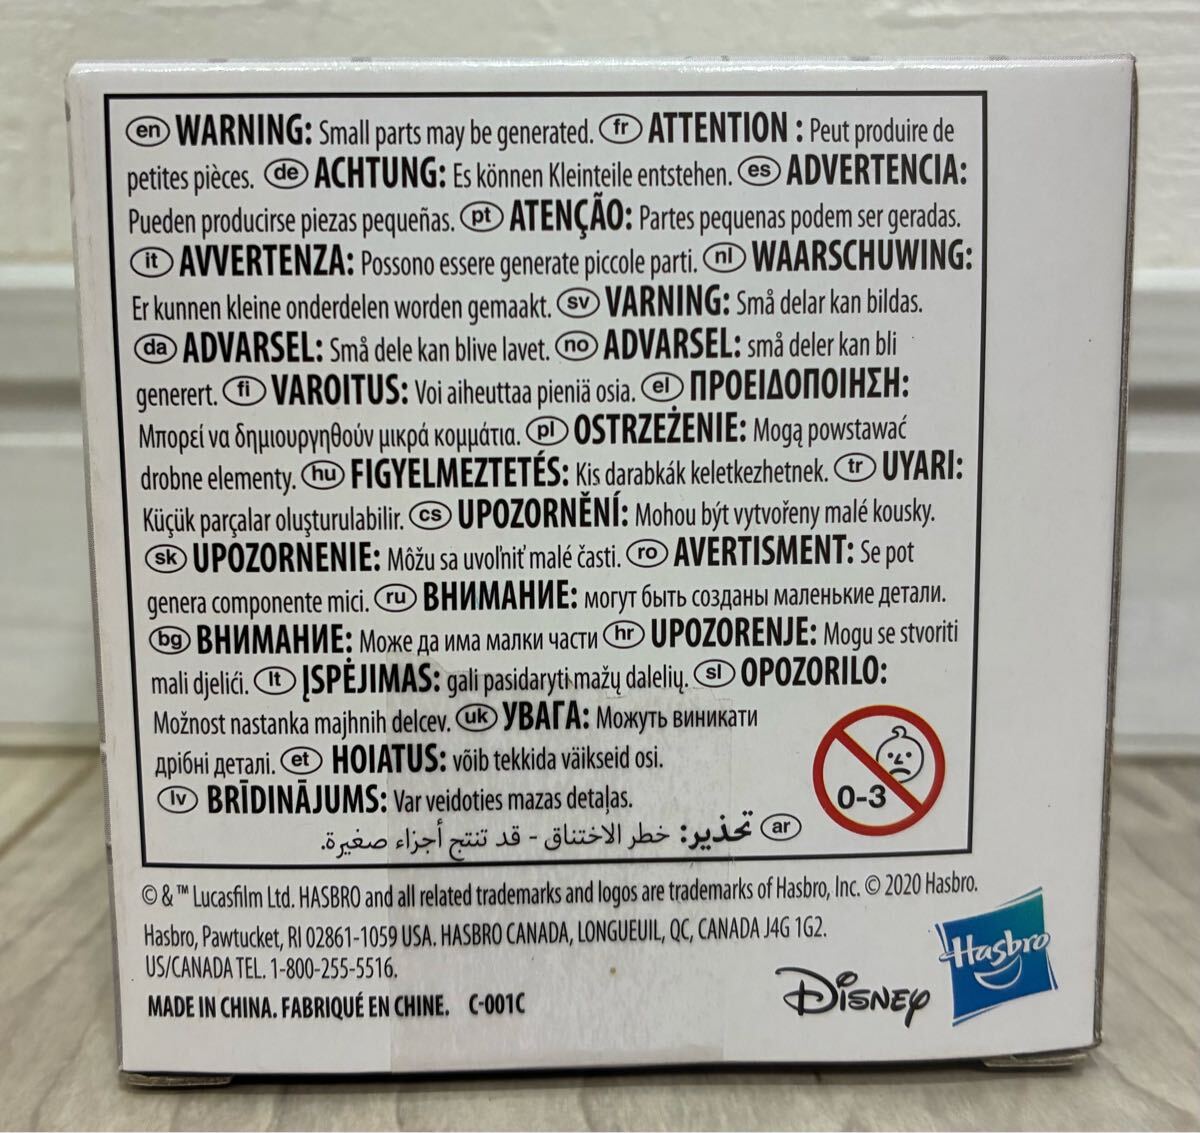 en WARNING: Small parts may be generated. fr ATTENTION : Peut produire de
petites pièces. de ACHTUNG: Es können Kleinteile entstehen. es ADVERTENCIA:
Pueden producirse piezas pequeñas. pt ATENÇÃO: Partes pequenas podem ser geradas.
it AVVERTENZA: Possono essere generate piccole parti. nl WAARSCHUWING:
Er kunnen kleine onderdelen worden gemaakt. sv VARNING: Små delar kan bildas.
da ADVARSEL: Små dele kan blive lavet. no ADVARSEL: små deler kan bli
generert. fi VAROITUS: Voi aiheuttaa pieniä osia. el ΠΡΟΕΙΔΟΠΟΙΗΣΗ:
Μπορεί να δημιουργηθούν μικρά κομμάτια. pl OSTRZEŻENIE: Mogą powstawać
drobne elementy. hu FIGYELMEZTETÉS: Kis darabkák keletkezhetnek. tr UYARI:
Küçük parçalar oluşturulabilir. cs UPOZORNĚNÍ: Mohou být vytvořeny malé kousky.
sk UPOZORNENIE: Môžu sa uvoľniť malé časti. ro AVERTISMENT: Se pot
genera componente mici. ru ВНИМАНИЕ: могут быть созданы маленькие детали.
bg ВНИМАНИЕ: Може да има малки части hr UPOZORENJE: Mogu se stvoriti
mali djelići. lt ĮSPĖJIMAS: gali pasidaryti mažų dalelių. sl OPOZORILO:
Možnost nastanka majhnih delcev. uk УВАГА: Можуть виникати
дрібні деталі. et HOIATUS: võib tekkida väikseid osi.
lv BRĪDINĀJUMS: Var veidoties mazas detaļas.
0-3
ar تحذير: خطر الاختناق - قد تنتج أجزاء صغيرة.
© & ™ Lucasfilm Ltd. HASBRO and all related trademarks and logos are trademarks of Hasbro, Inc. © 2020 Hasbro.
Hasbro, Pawtucket, RI 02861-1059 USA. HASBRO CANADA, LONGUEUIL, QC, CANADA J4G 1G2.
US/CANADA TEL. 1-800-255-5516.
MADE IN CHINA. FABRIQUÉ EN CHINE. C-001C
Disney
Hasbro